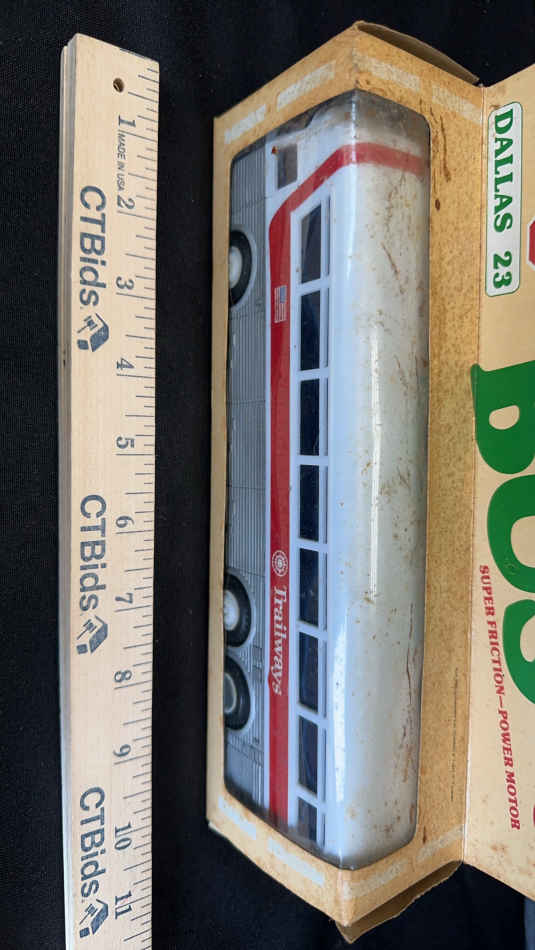 1
MADE IN USA
2
3
4
5
6
7
8
9
10
11
CTBids
CTBids
CTBids
Trailways
DALLAS 23
BUS
SUPER FRICTION—POWER MOTOR